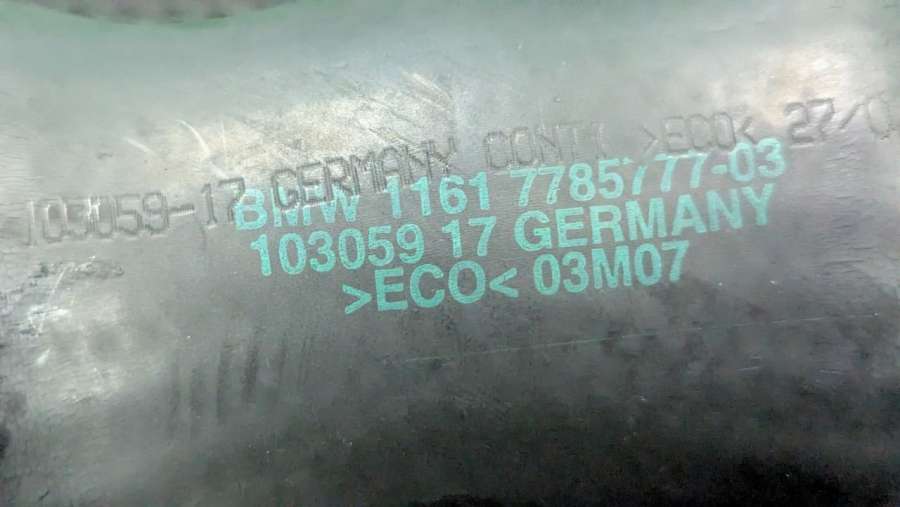 103059-17 GERMANY CONTI >ECO< 27/0
BMW 1161 7785777-03
103059 17 GERMANY
>ECO< 03M07